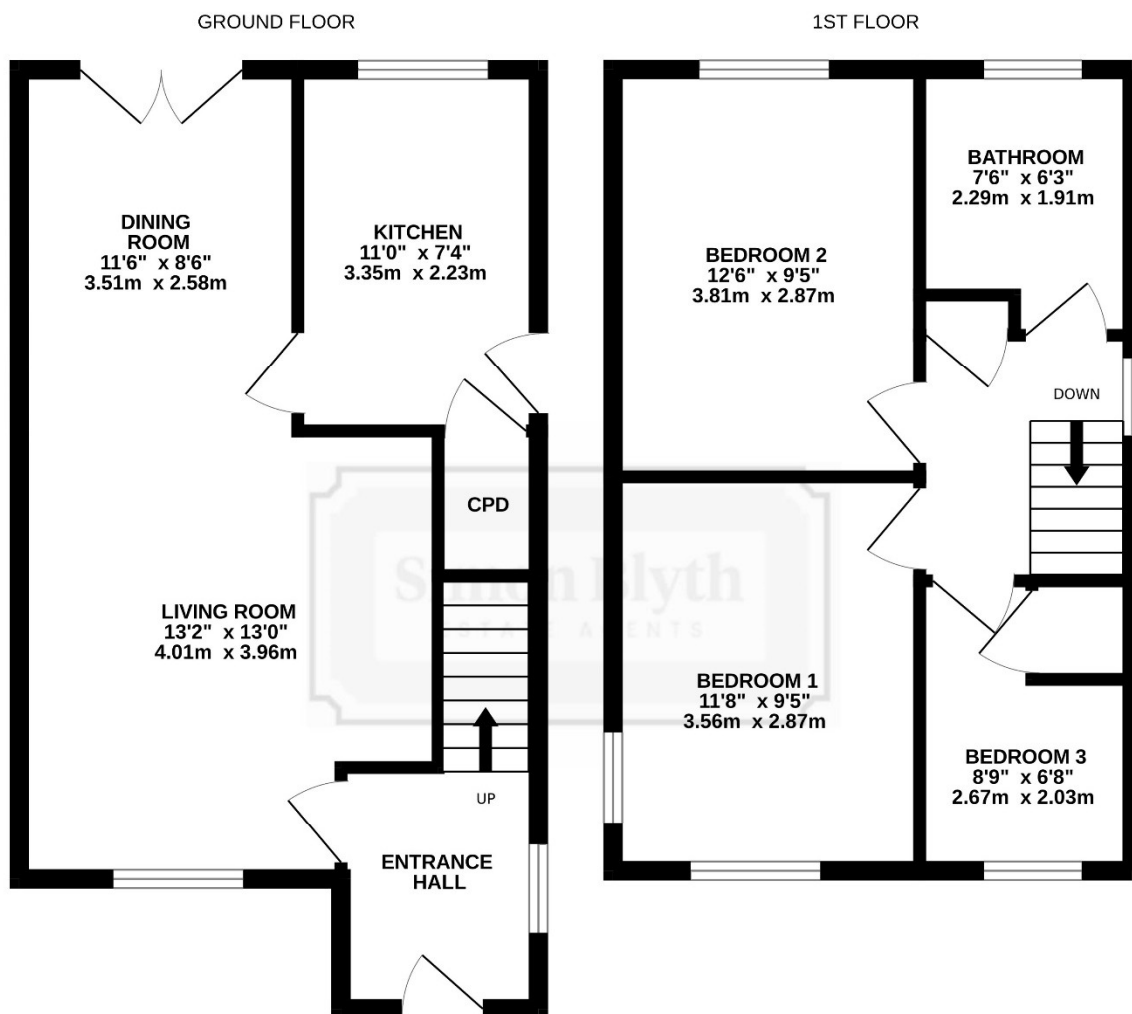 GROUND FLOOR
DINING
ROOM
11'6" x 8'6"
3.51m x 2.58m
KITCHEN
11'0" x 7'4"
3.35m x 2.23m
CPD
LIVING ROOM
13'2" x 13'0"
4.01m x 3.96m
UP
ENTRANCE
HALL
1ST FLOOR
BATHROOM
7'6" x 6'3"
2.29m x 1.91m
BEDROOM 2
12'6" x 9'5"
3.81m x 2.87m
DOWN
BEDROOM 1
11'8" x 9'5"
3.56m x 2.87m
BEDROOM 3
8'9" x 6'8"
2.67m x 2.03m
Simon Blyth
ESTATE AGENTS